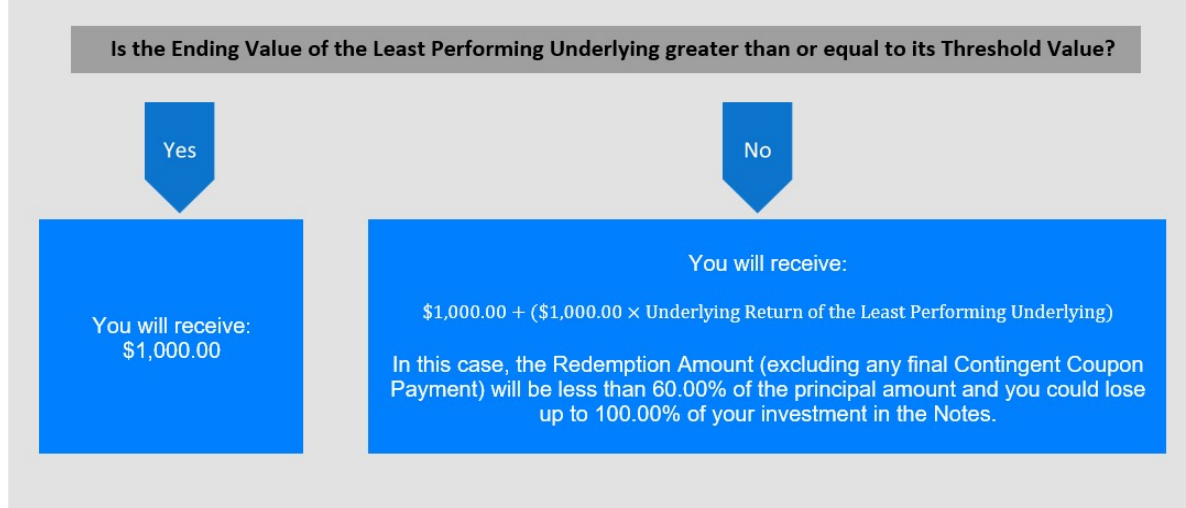 Is the Ending Value of the Least Performing Underlying greater than or equal to its Threshold Value?
Yes
No
You will receive:
$1,000.00
You will receive:
$1,000.00 + ($1,000.00 × Underlying Return of the Least Performing Underlying)
In this case, the Redemption Amount (excluding any final Contingent Coupon
Payment) will be less than 60.00% of the principal amount and you could lose
up to 100.00% of your investment in the Notes.